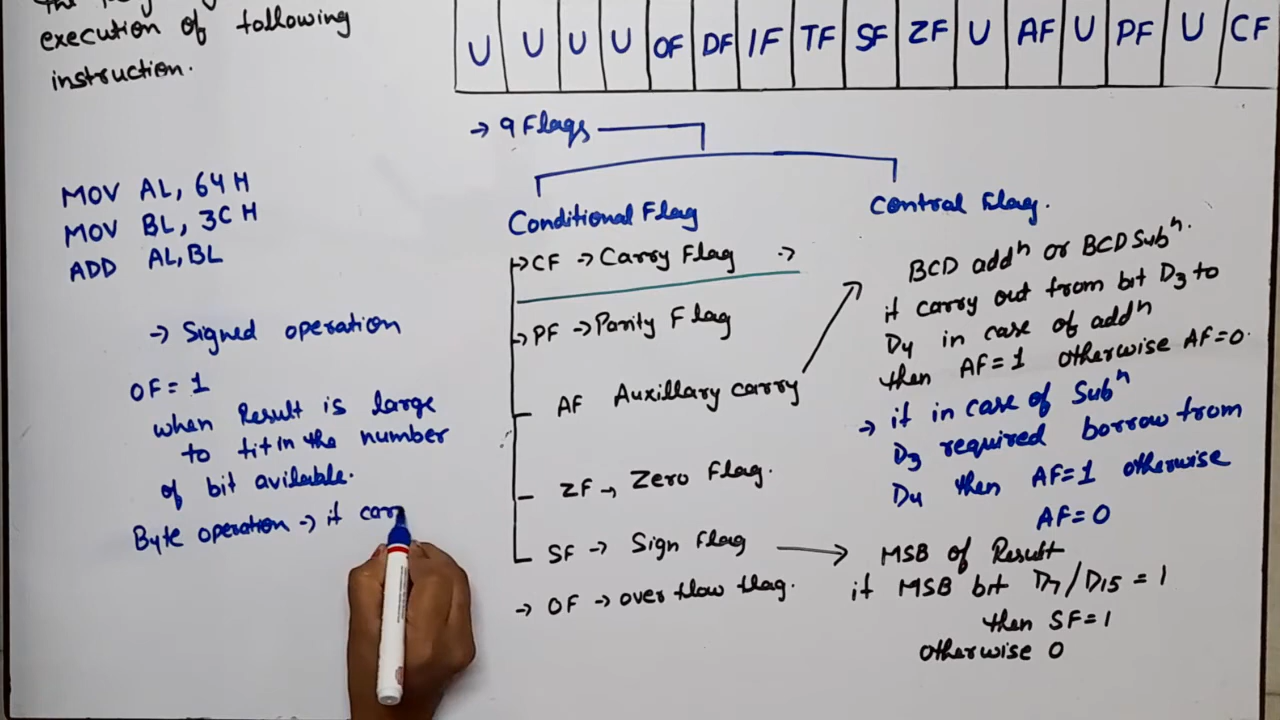 execution of following
instruction.
U U U U OF DF IF TF SF ZF U AF U PF U CF
→ 9 Flags
MOV AL, 64 H
MOV BL, 3C H
ADD AL, BL
→ Signed operation
OF = 1
when Result is large
to fit in the number
of bit avilable.
Byte operation → if car
Conditional Flag
→ CF → Carry Flag →
→ PF → Parity Flag
AF Auxillary carry
ZF → Zero Flag.
SF → Sign Flag
→ OF → over flow flag.
Control Flag.
BCD addⁿ or BCD Subⁿ.
if carry out from bit D3 to
D4 in case of addⁿ
then AF=1 otherwise AF=0.
→ if in case of Subⁿ
D3 required borrow from
D4 then AF=1 otherwise
AF=0
MSB of Result
if MSB bit D7/D15 = 1
then SF=1
otherwise 0